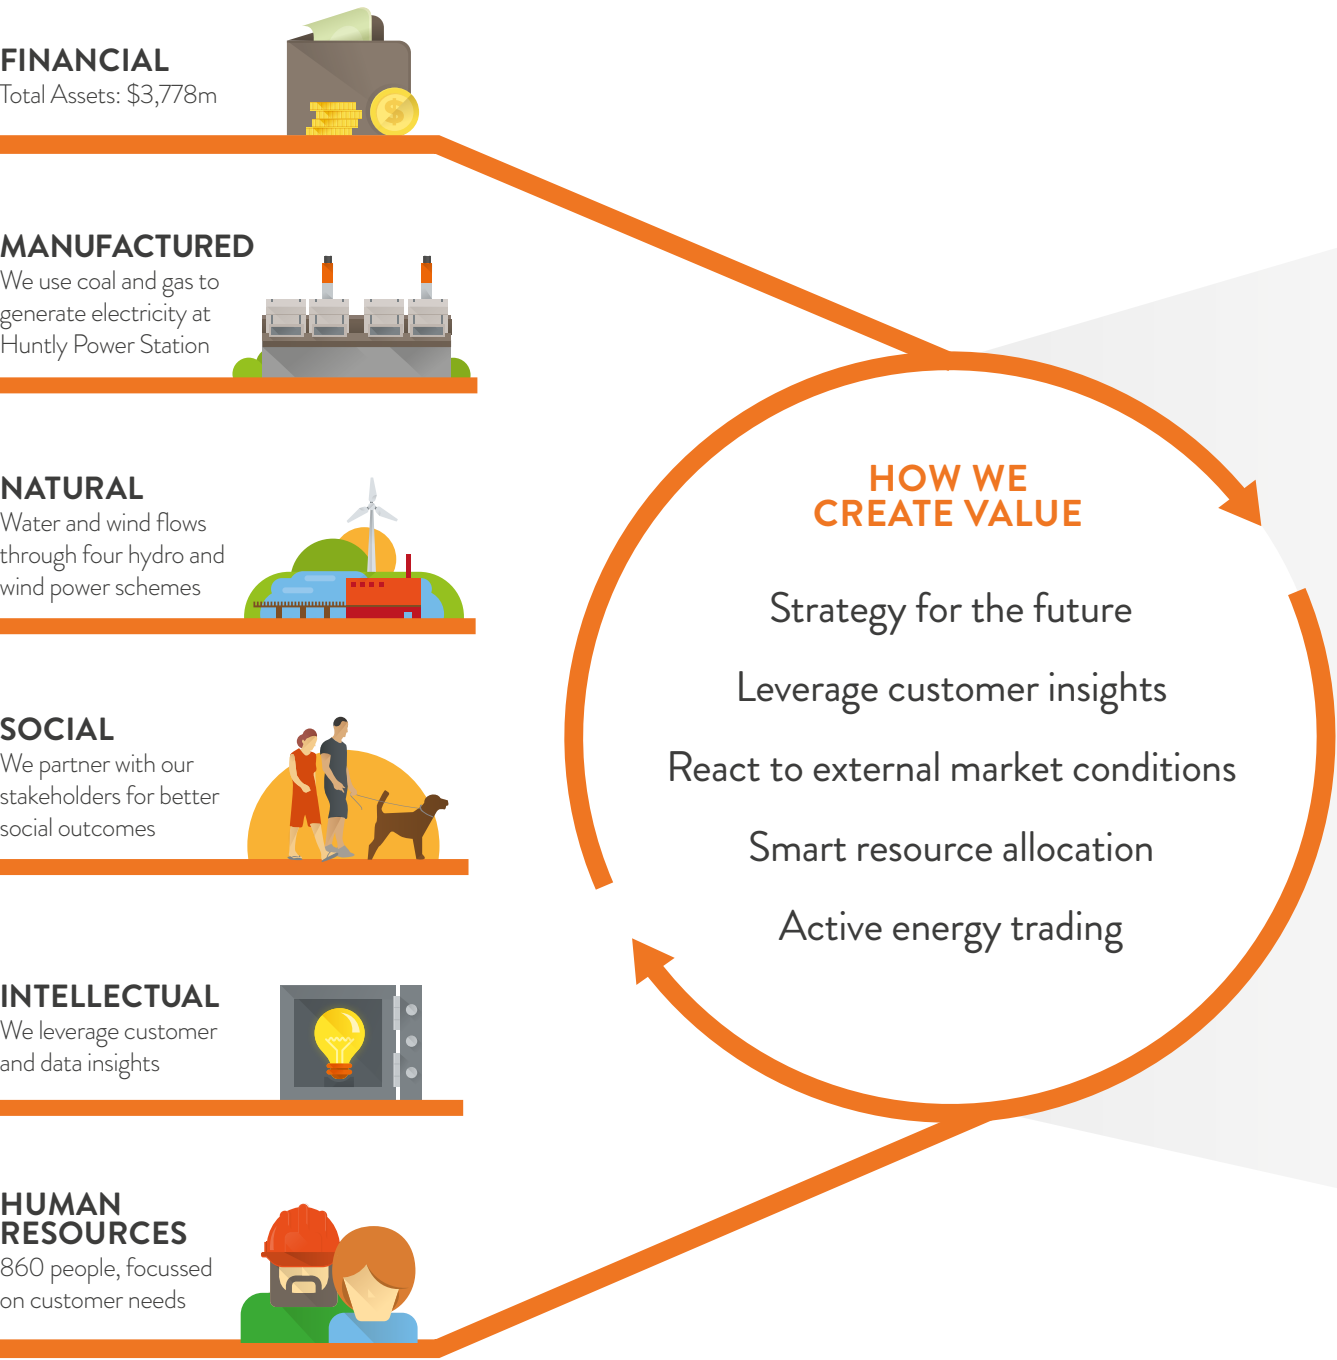 FINANCIAL
Total Assets: $3,778m
MANUFACTURED
We use coal and gas to
generate electricity at
Huntly Power Station
NATURAL
Water and wind flows
through four hydro and
wind power schemes
SOCIAL
We partner with our
stakeholders for better
social outcomes
INTELLECTUAL
We leverage customer
and data insights
HUMAN
RESOURCES
860 people, focussed
on customer needs
HOW WE
CREATE VALUE
Strategy for the future
Leverage customer insights
React to external market conditions
Smart resource allocation
Active energy trading